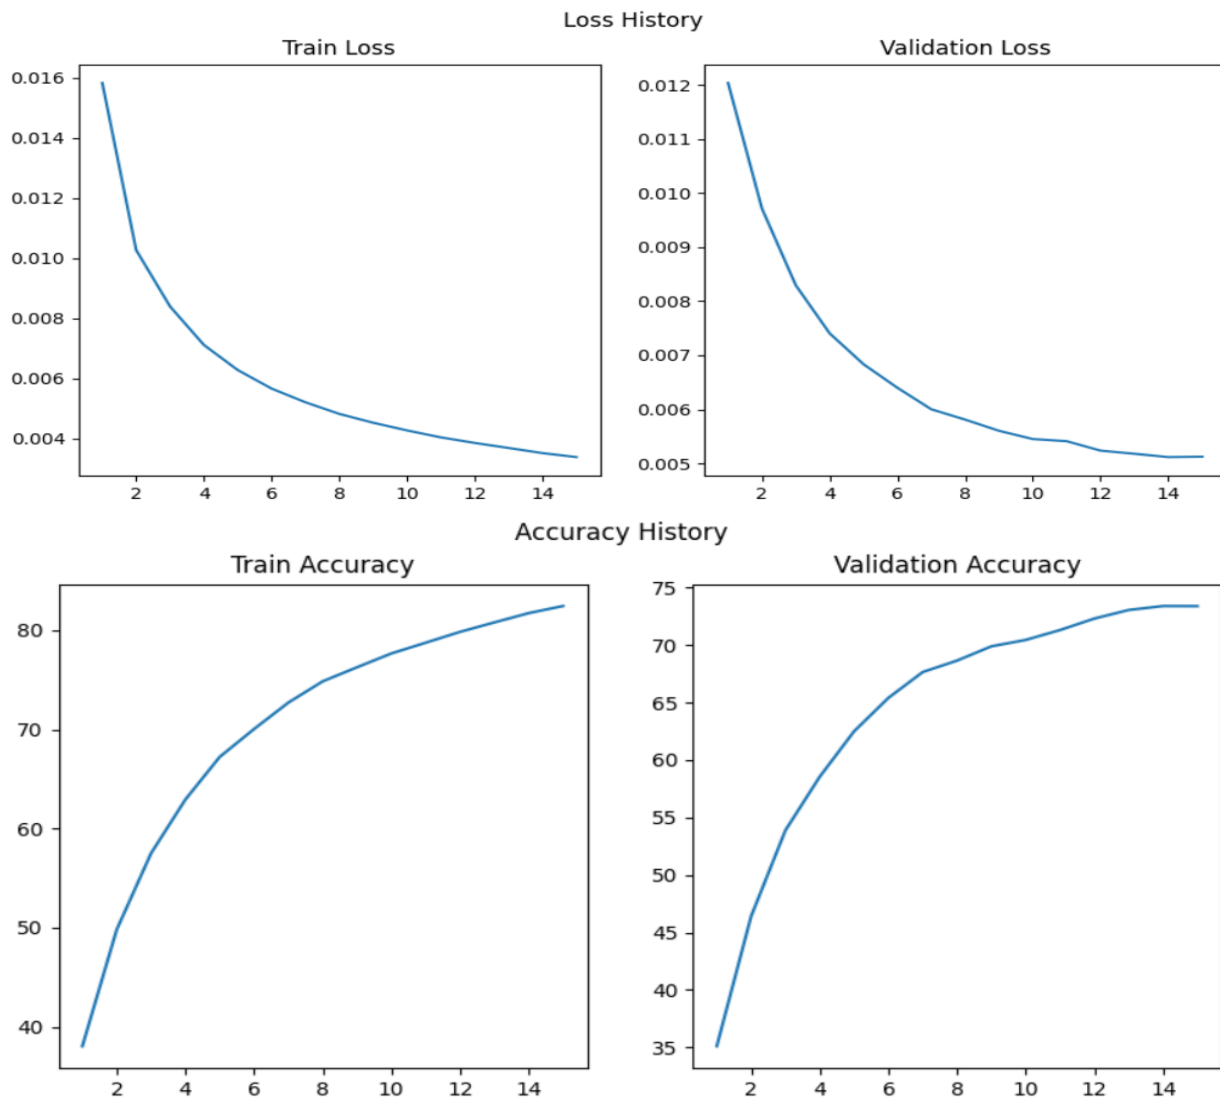 Loss History
Train Loss
Validation Loss
0.016
0.014
0.012
0.010
0.008
0.006
0.004
2 4 6 8 10 12 14
0.012
0.011
0.010
0.009
0.008
0.007
0.006
0.005
2 4 6 8 10 12 14
Accuracy History
Train Accuracy
Validation Accuracy
80
70
60
50
40
2 4 6 8 10 12 14
75
70
65
60
55
50
45
40
35
2 4 6 8 10 12 14